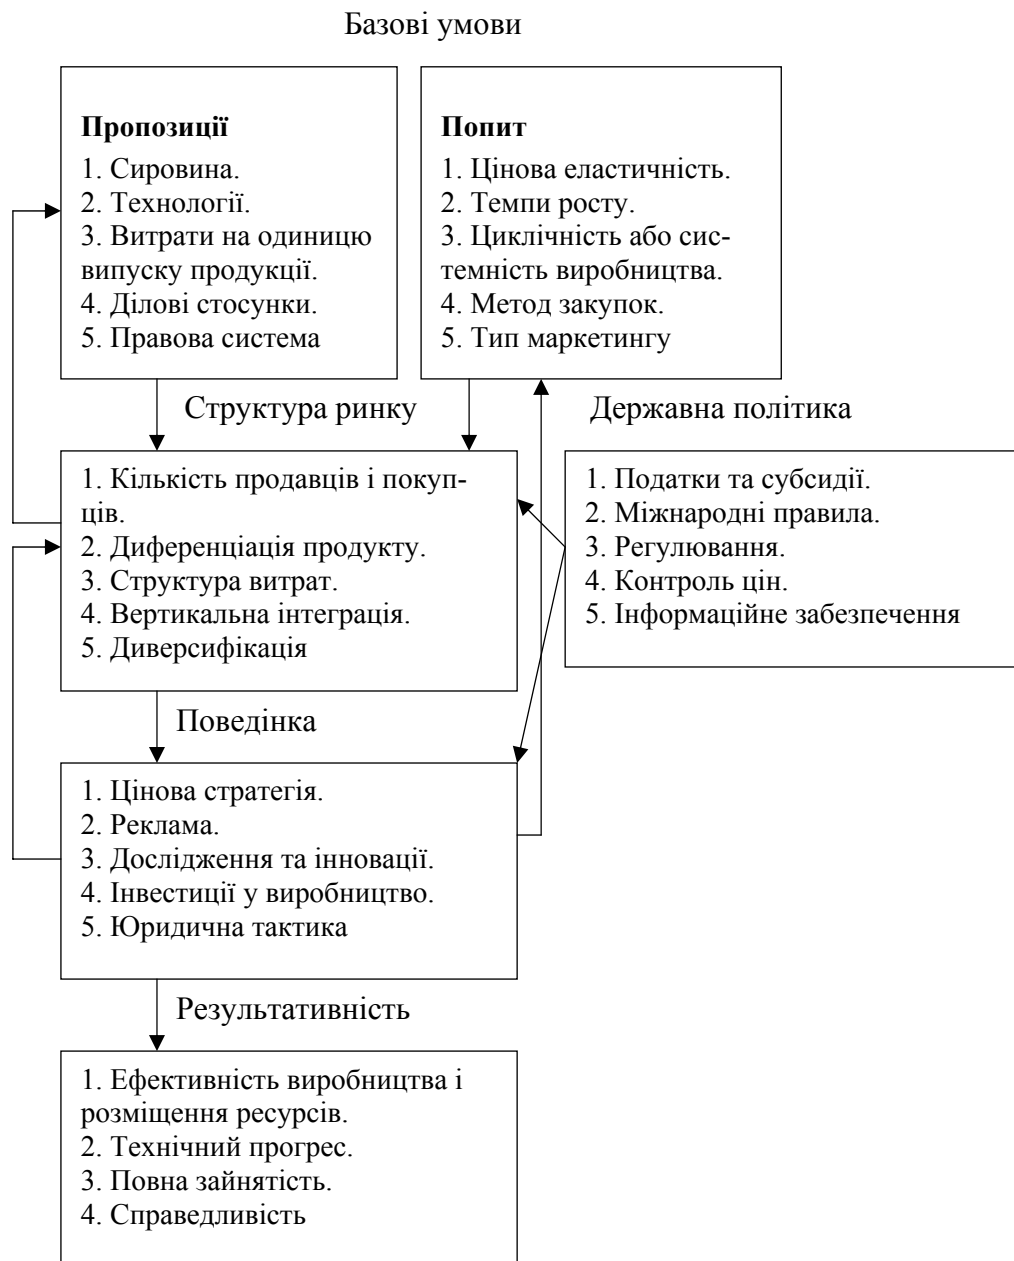 Базові умови
Пропозиції
1. Сировина.
2. Технології.
3. Витрати на одиницю
випуску продукції.
4. Ділові стосунки.
5. Правова система
Попит
1. Цінова еластичність.
2. Темпи росту.
3. Циклічність або сис-
темність виробництва.
4. Метод закупок.
5. Тип маркетингу
Структура ринку
Державна політика
1. Кількість продавців і покуп-
ців.
2. Диференціація продукту.
3. Структура витрат.
4. Вертикальна інтеграція.
5. Диверсифікація
1. Податки та субсидії.
2. Міжнародні правила.
3. Регулювання.
4. Контроль цін.
5. Інформаційне забезпечення
Поведінка
1. Цінова стратегія.
2. Реклама.
3. Дослідження та інновації.
4. Інвестиції у виробництво.
5. Юридична тактика
Результативність
1. Ефективність виробництва і
розміщення ресурсів.
2. Технічний прогрес.
3. Повна зайнятість.
4. Справедливість